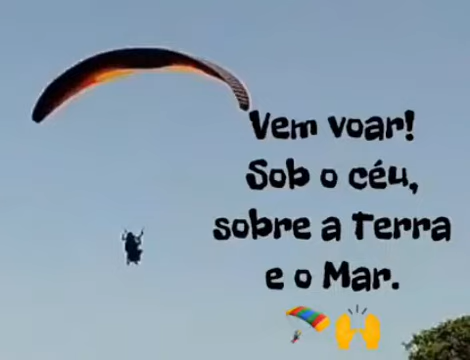 Vem voar!
Sob o céu,
sobre a Terra
e o Mar.
🪂🙌